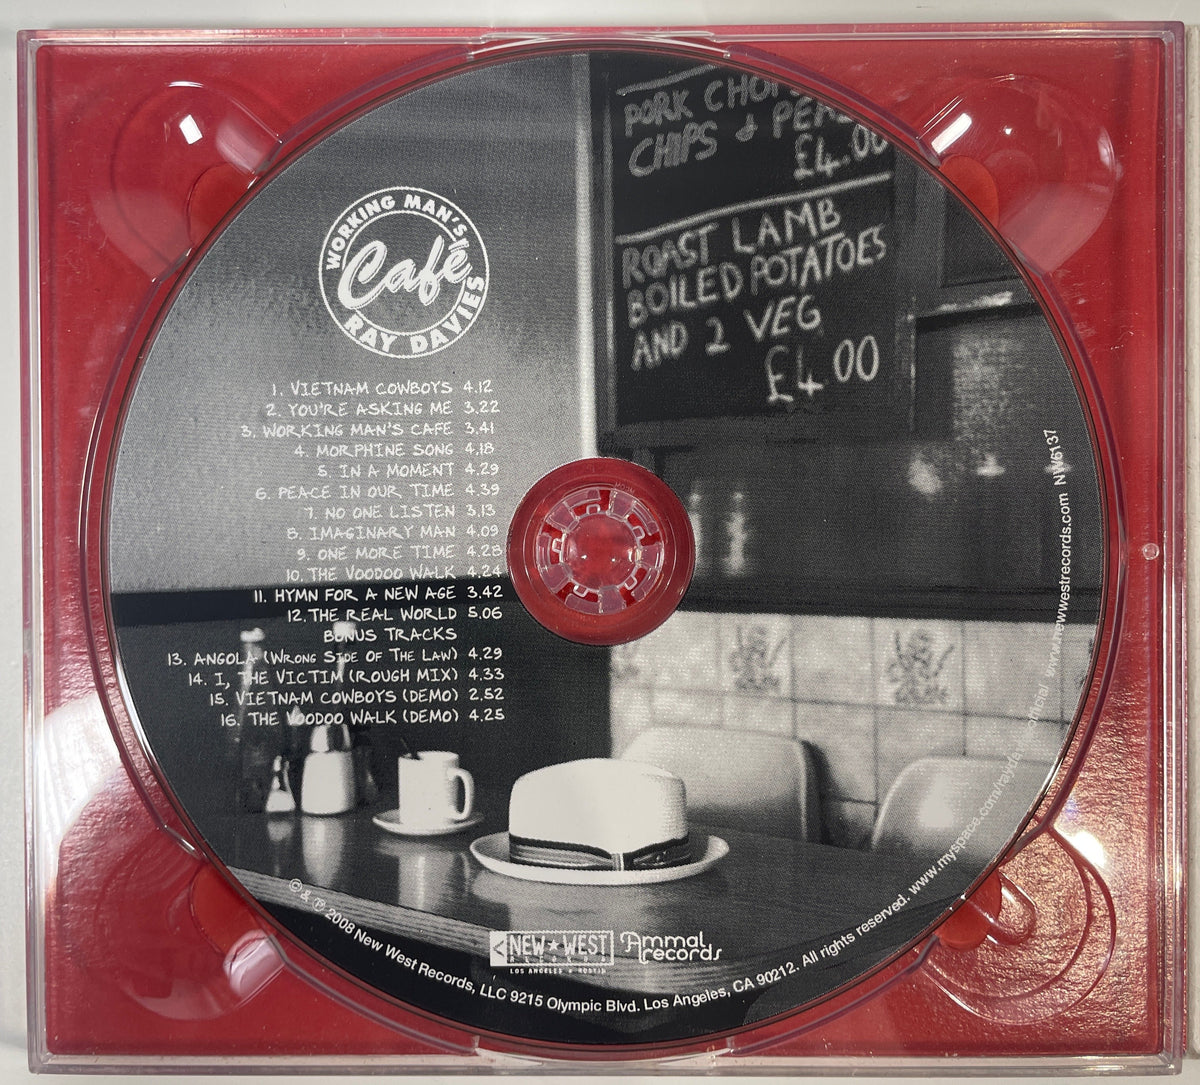 PORK CHOPS
CHIPS & PEAS
£4.00
ROAST LAMB
BOILED POTATOES
AND 2 VEG
£4.00
WORKING MAN'S
Café
RAY DAVIES
1. VIETNAM COWBOYS 4.12
2. YOU'RE ASKING ME 3.22
3. WORKING MAN'S CAFE 3.41
4. MORPHINE SONG 4.18
5. IN A MOMENT 4.29
6. PEACE IN OUR TIME 4.39
7. NO ONE LISTEN 3.13
8. IMAGINARY MAN 4.09
9. ONE MORE TIME 4.28
10. THE VOODOO WALK 4.24
11. HYMN FOR A NEW AGE 3.42
12. THE REAL WORLD 5.06
BONUS TRACKS
13. ANGOLA (WRONG SIDE OF THE LAW) 4.29
14. I, THE VICTIM (ROUGH MIX) 4.33
15. VIETNAM COWBOYS (DEMO) 2.52
16. THE VOODOO WALK (DEMO) 4.25
NEW★WEST
RECORDS
LOS ANGELES ★ AUSTIN
Ammal
records
© & ℗ 2008 New West Records, LLC 9215 Olympic Blvd. Los Angeles, CA 90212. All rights reserved. www.myspace.com/raydaviesofficial www.newwestrecords.com NW6137